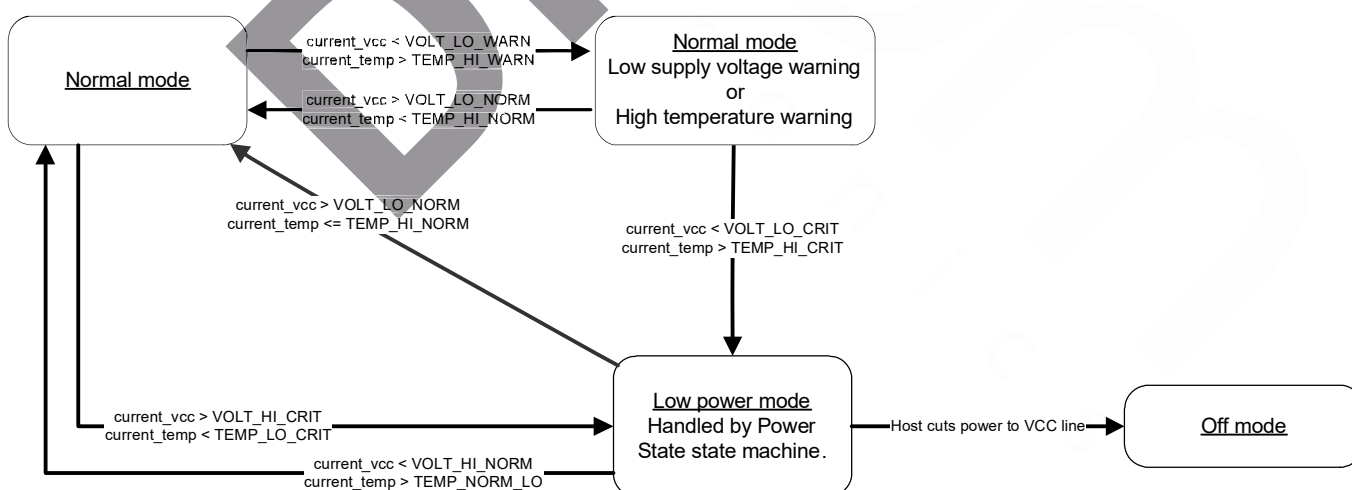 Normal mode
current_vcc < VOLT_LO_WARN
current_temp > TEMP_HI_WARN
Normal mode
Low supply voltage warning
or
High temperature warning
current_vcc > VOLT_LO_NORM
current_temp < TEMP_HI_NORM
current_vcc > VOLT_LO_NORM
current_temp <= TEMP_HI_NORM
current_vcc < VOLT_LO_CRIT
current_temp > TEMP_HI_CRIT
current_vcc > VOLT_HI_CRIT
current_temp < TEMP_LO_CRIT
Low power mode
Handled by Power
State state machine.
Host cuts power to VCC line
Off mode
current_vcc < VOLT_HI_NORM
current_temp > TEMP_NORM_LO